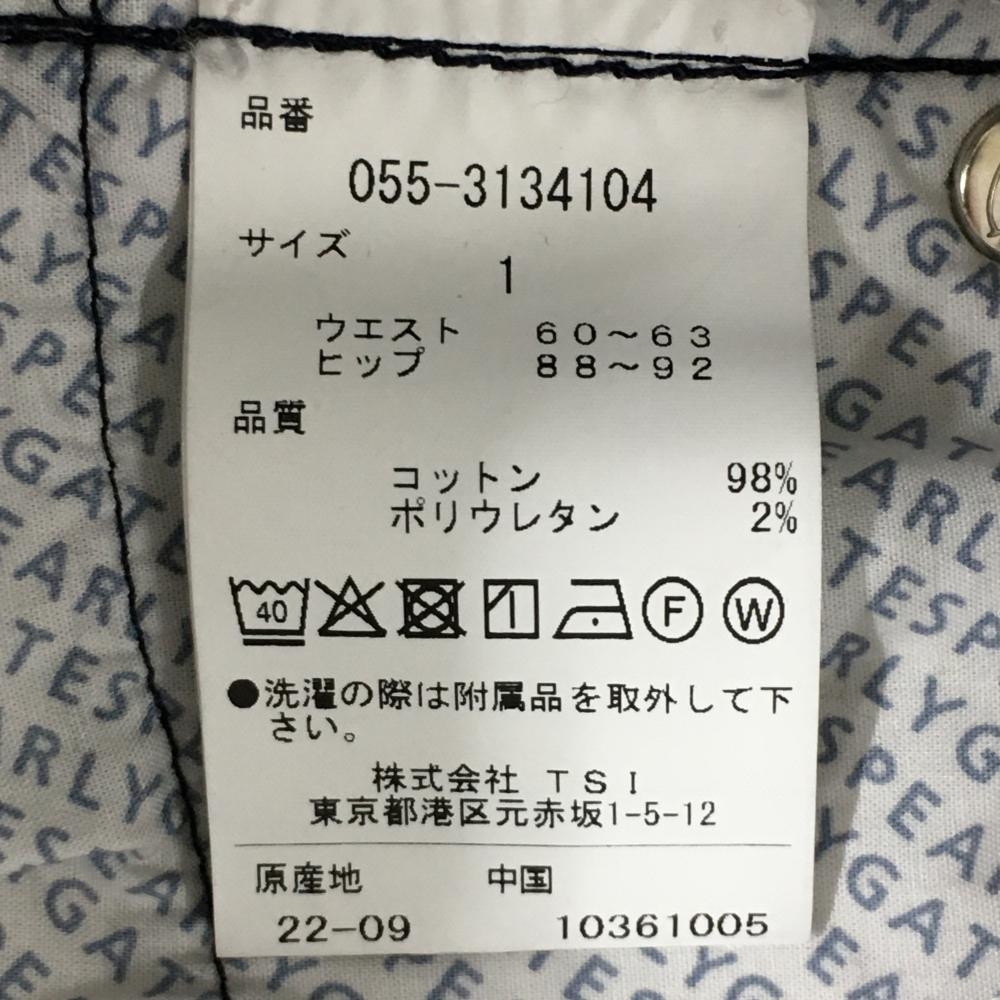 品番
055-3134104
サイズ
1
ウエスト 60～63
ヒップ 88～92
品質
コットン 98%
ポリウレタン 2%
40 F W
●洗濯の際は附属品を取外して下
さい。
株式会社 TSI
東京都港区元赤坂1-5-12
原産地 中国
22-09 10361005
PEARLYGATES